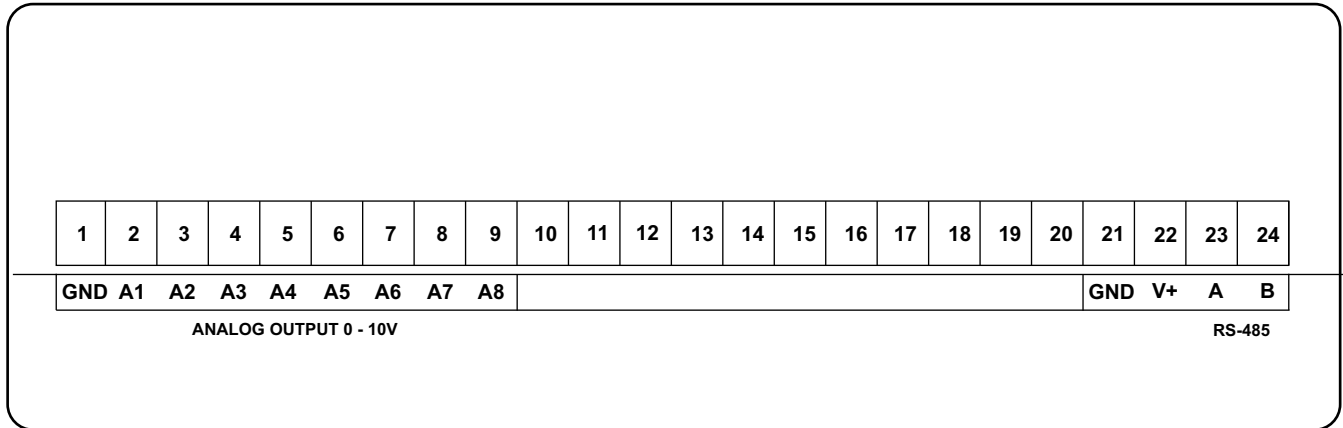 1 2 3 4 5 6 7 8 9 10 11 12 13 14 15 16 17 18 19 20 21 22 23 24
GND A1 A2 A3 A4 A5 A6 A7 A8 GND V+ A B
ANALOG OUTPUT 0 - 10V RS-485